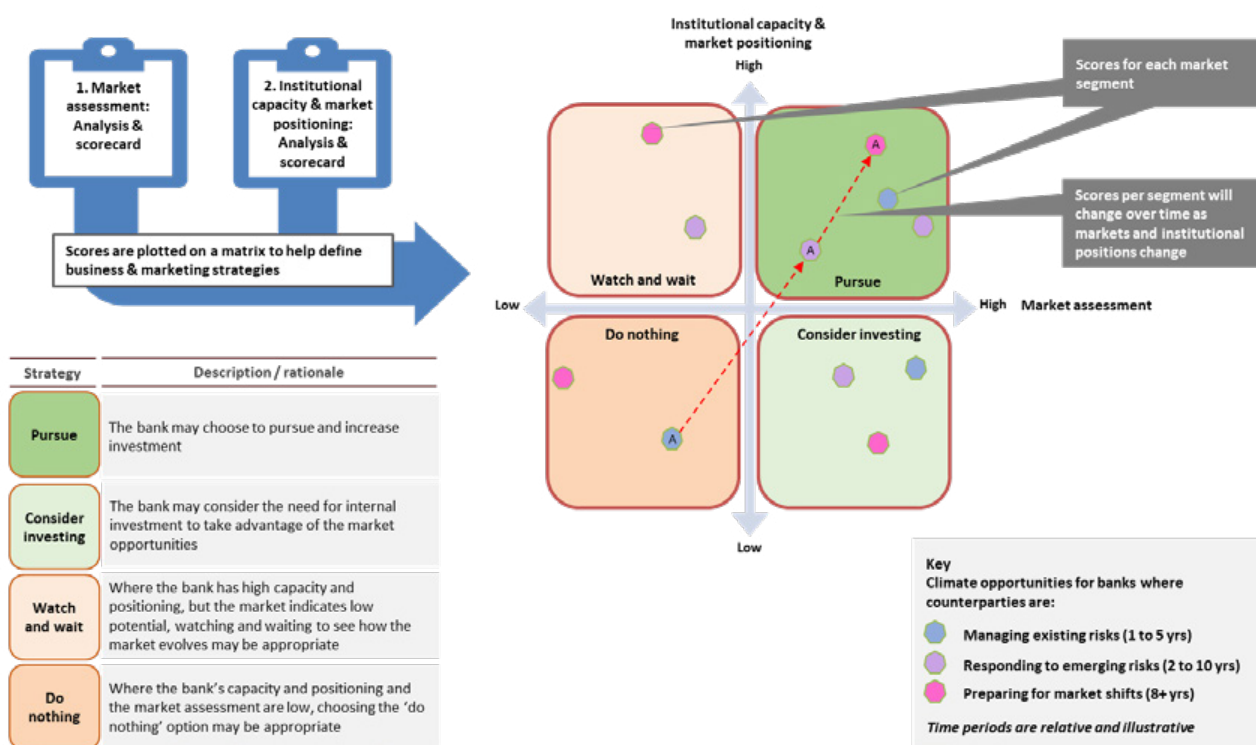 1. Market
assessment:
Analysis &
scorecard
2. Institutional
capacity & market
positioning:
Analysis &
scorecard
Scores are plotted on a matrix to help define
business & marketing strategies
Strategy
Description / rationale
Pursue
The bank may choose to pursue and increase
investment
Consider
investing
The bank may consider the need for internal
investment to take advantage of the market
opportunities
Watch
and wait
Where the bank has high capacity and
positioning, but the market indicates low
potential, watching and waiting to see how the
market evolves may be appropriate
Do
nothing
Where the bank's capacity and positioning and
the market assessment are low, choosing the 'do
nothing' option may be appropriate
Institutional capacity &
market positioning
High
Scores for each market
segment
A
Scores per segment will
change over time as
markets and institutional
positions change
A
Watch and wait
Pursue
Low
High
Market assessment
Do nothing
Consider investing
A
Low
Key
Climate opportunities for banks where
counterparties are:
Managing existing risks (1 to 5 yrs)
Responding to emerging risks (2 to 10 yrs)
Preparing for market shifts (8+ yrs)
Time periods are relative and illustrative